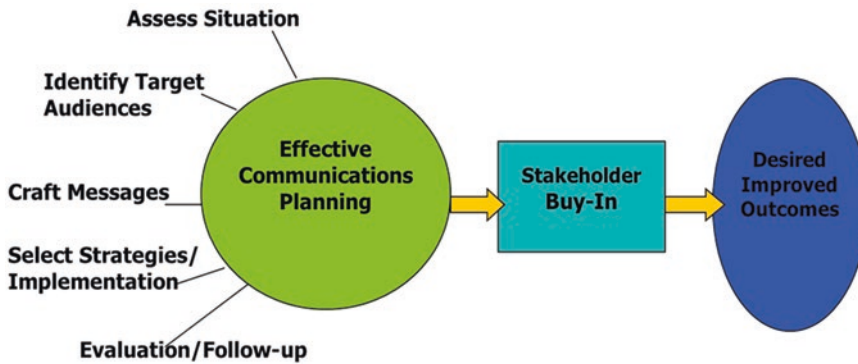 Assess Situation
Identify Target
Audiences
Craft Messages
Select Strategies/
Implementation
Evaluation/Follow-up
Effective
Communications
Planning
Stakeholder
Buy-In
Desired
Improved
Outcomes